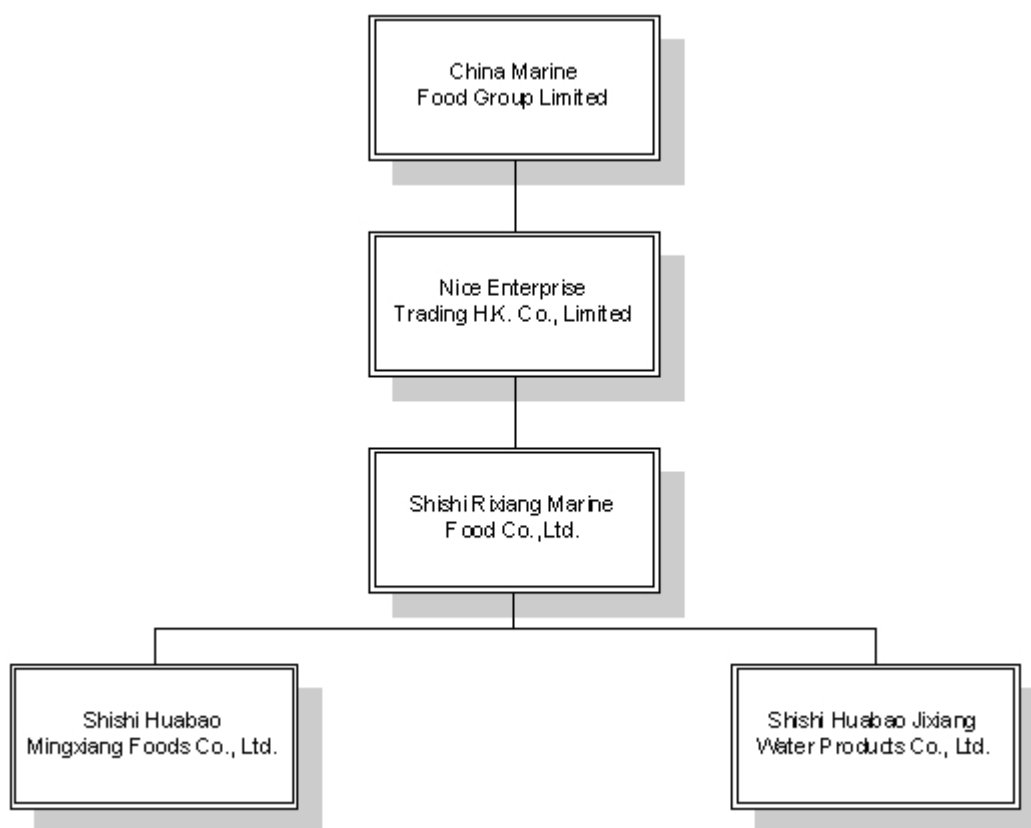 China Marine
Food Group Limited
Nice Enterprise
Trading H.K. Co., Limited
Shishi Rixiang Marine
Food Co.,Ltd.
Shishi Huabao
Mingxiang Foods Co., Ltd.
Shishi Huabao Jixiang
Water Products Co., Ltd.